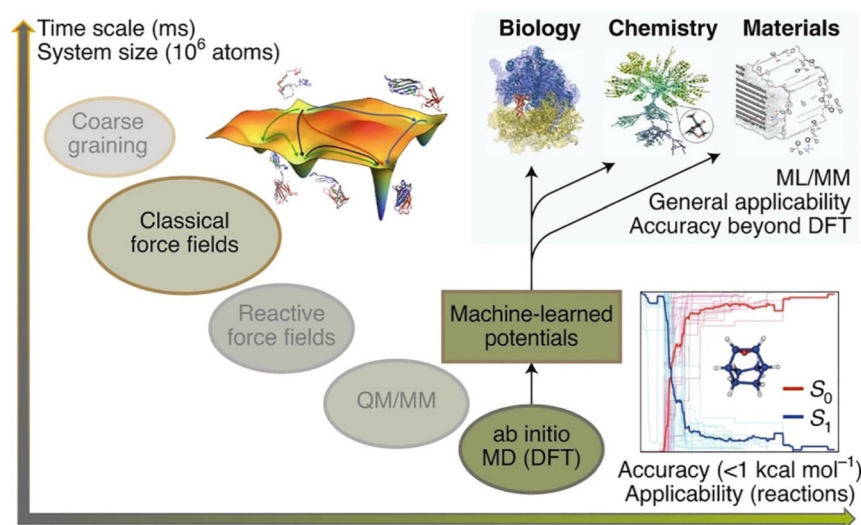 Time scale (ms)
System size (10⁶ atoms)
Biology
Chemistry
Materials
Coarse
graining
Classical
force fields
Reactive
force fields
QM/MM
ab initio
MD (DFT)
Machine-learned
potentials
ML/MM
General applicability
Accuracy beyond DFT
S₀
S₁
Accuracy (<1 kcal mol⁻¹)
Applicability (reactions)